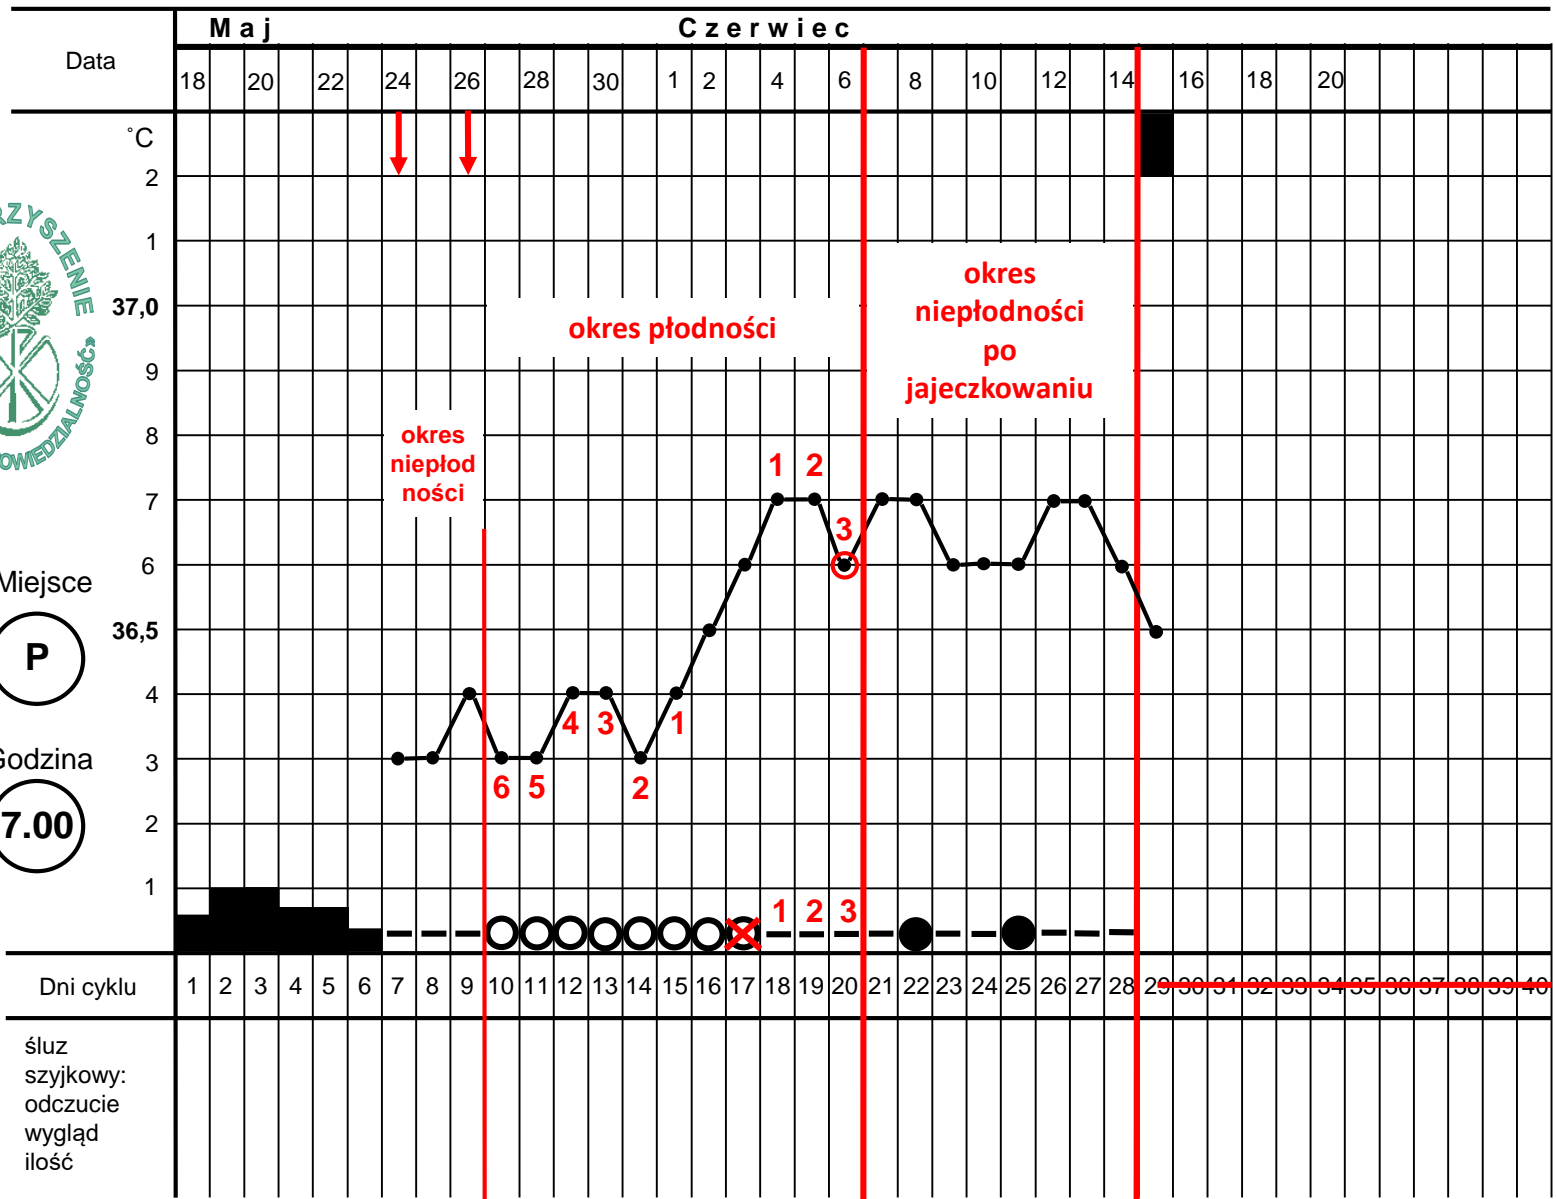 Maj Czerwiec
Data
18 20 22 24 26 28 30 1 2 4 6 8 10 12 14 16 18 20
°C
2
1
37,0
9
8
7
6
36,5
4
3
2
1
okres
niepłod
ności
okres płodności
okres
niepłodności
po
jajeczkowaniu
1 2
3
4 3 1
6 5 2
1 2 3
Miejsce
P
Godzina
7.00
Dni cyklu 1 2 3 4 5 6 7 8 9 10 11 12 13 14 15 16 17 18 19 20 21 22 23 24 25 26 27 28 29 30 31 32 33 34 35 36 37 38 39 40
śluz
szyjkowy:
odczucie
wygląd
ilość